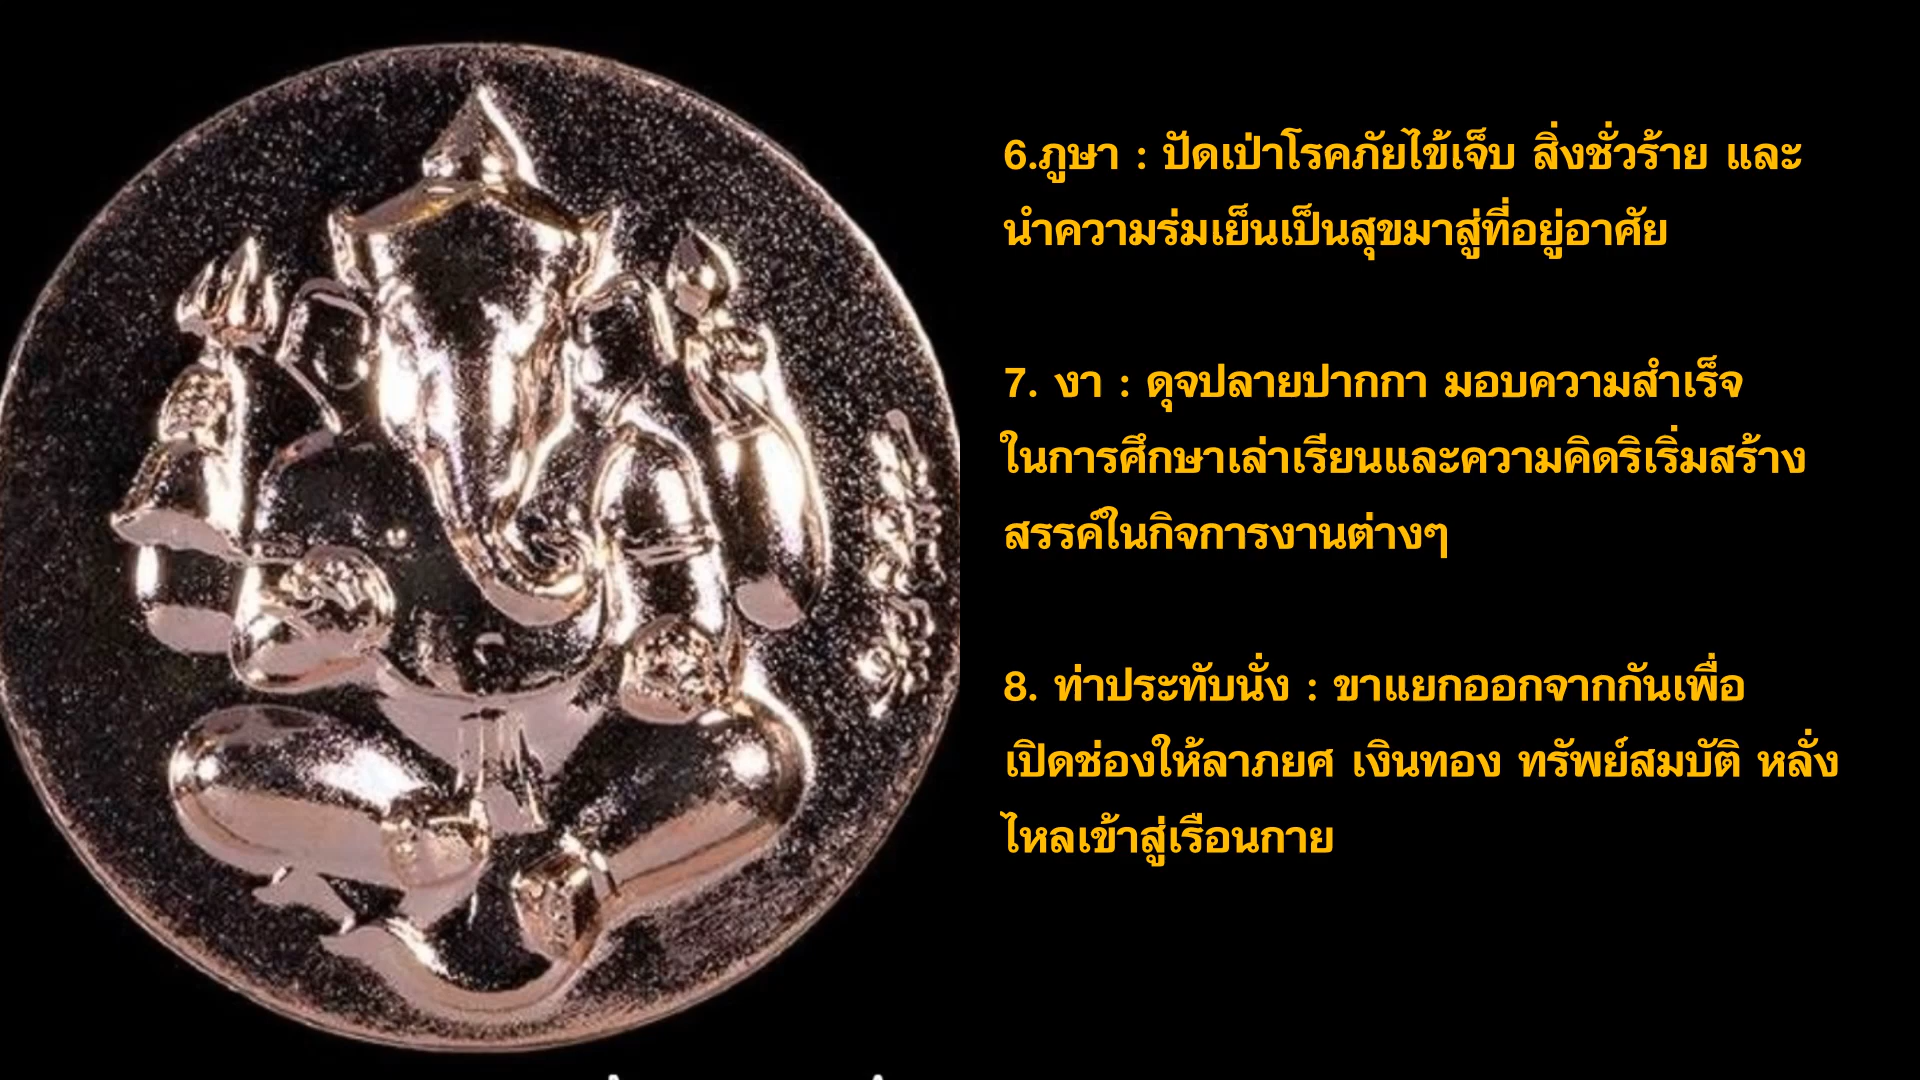 6.ภูษา : ปัดเป่าโรคภัยไข้เจ็บ สิ่งชั่วร้าย และ
นำความร่มเย็นเป็นสุขมาสู่ที่อยู่อาศัย
7. งา : ดุจปลายปากกา มอบความสำเร็จ
ในการศึกษาเล่าเรียนและความคิดริเริ่มสร้าง
สรรค์ในกิจการงานต่างๆ
8. ท่าประทับนั่ง : ขาแยกออกจากกันเพื่อ
เปิดช่องให้ลาภยศ เงินทอง ทรัพย์สมบัติ หลั่ง
ไหลเข้าสู่เรือนกาย